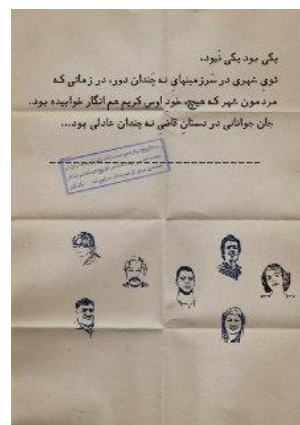 یکی بود یکی نبود،
توی شهری در سرزمینهای نه چندان دور، در زمانی که
مردمون شهر که هیچ، خود اوس کریم هم انگار خوابیده بود.
جان جوانانی در دستان قاضی نه چندان عادلی بود...